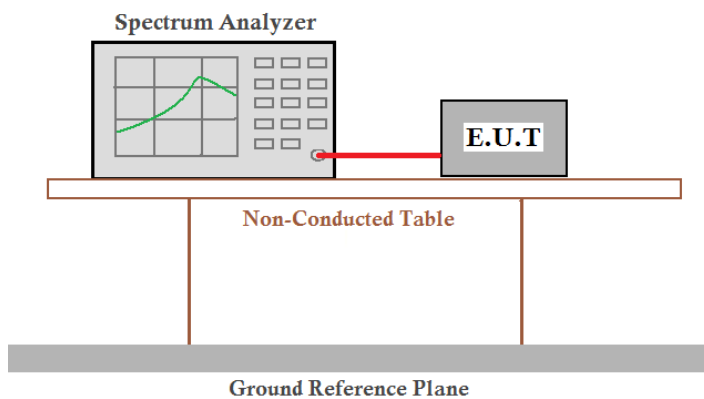 Spectrum Analyzer
E.U.T
Non-Conducted Table
Ground Reference Plane